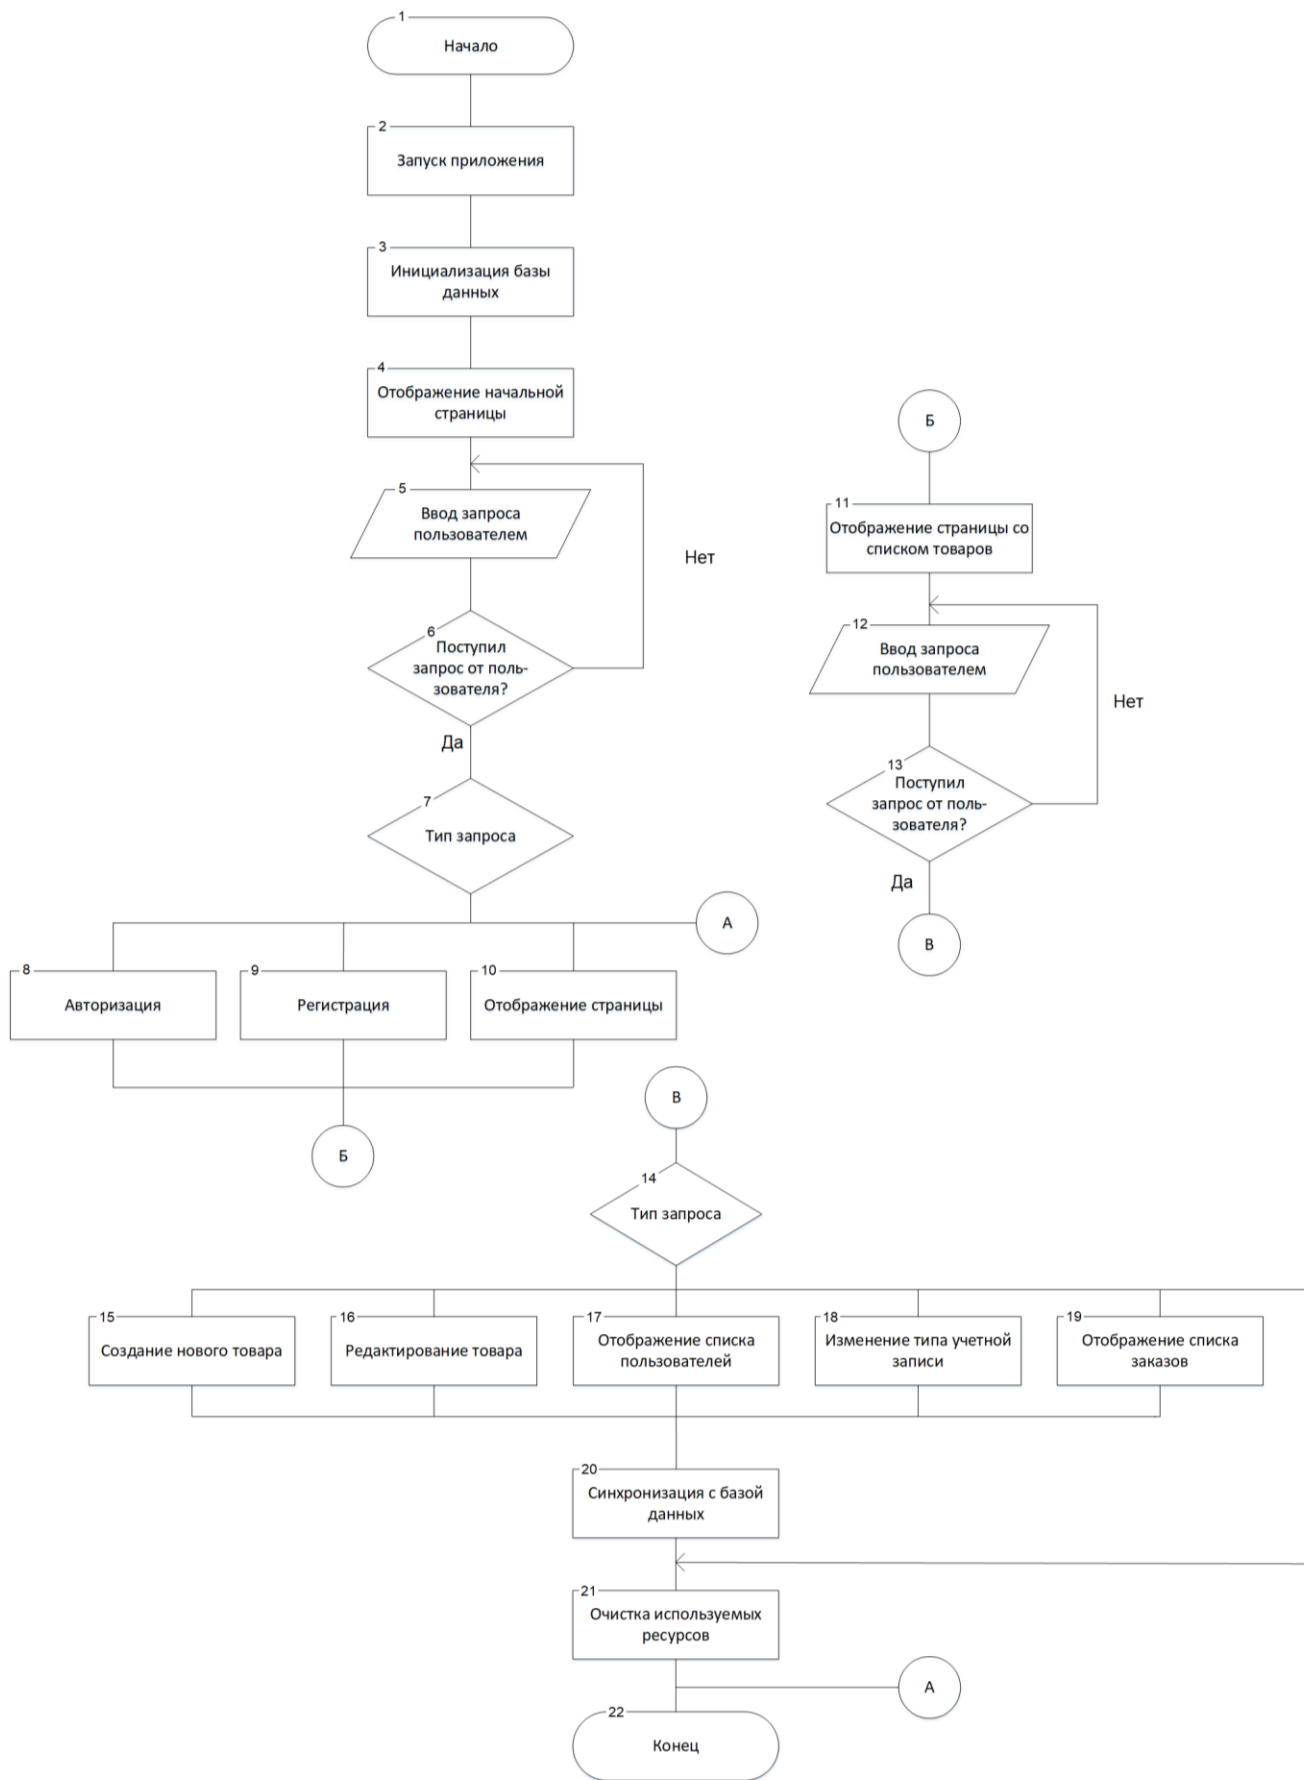 1
Начало
2
Запуск приложения
3
Инициализация базы
данных
4
Отображение начальной
страницы
5
Ввод запроса
пользователем
Нет
6
Поступил
запрос от поль-
зователя?
Да
7
Тип запроса
А
8
Авторизация
9
Регистрация
10
Отображение страницы
Б
Б
11
Отображение страницы со
списком товаров
12
Ввод запроса
пользователем
Нет
13
Поступил
запрос от поль-
зователя?
Да
В
В
14
Тип запроса
15
Создание нового товара
16
Редактирование товара
17
Отображение списка
пользователей
18
Изменение типа учетной
записи
19
Отображение списка
заказов
20
Синхронизация с базой
данных
21
Очистка используемых
ресурсов
А
22
Конец